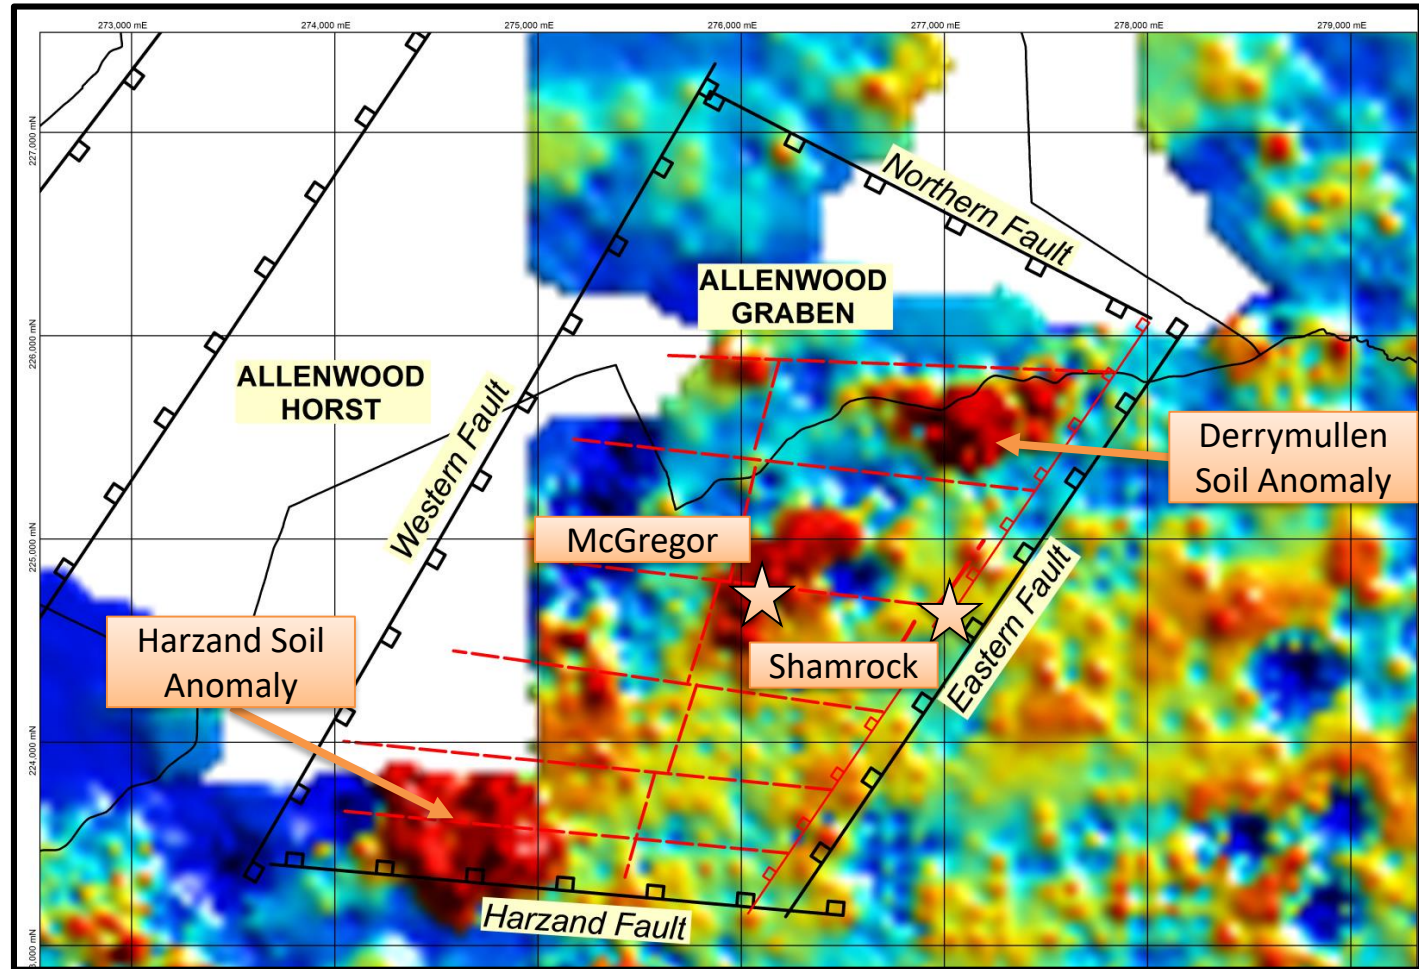 273,000 mE
274,000 mE
275,000 mE
276,000 mE
277,000 mE
278,000 mE
279,000 mE
227,000 mN
Northern Fault
ALLENWOOD
GRABEN
226,000 mN
ALLENWOOD
HORST
Western Fault
Derrymullen
Soil Anomaly
McGregor
225,000 mN
Harzand Soil
Anomaly
Shamrock
Eastern Fault
224,000 mN
Harzand Fault
,000 mN